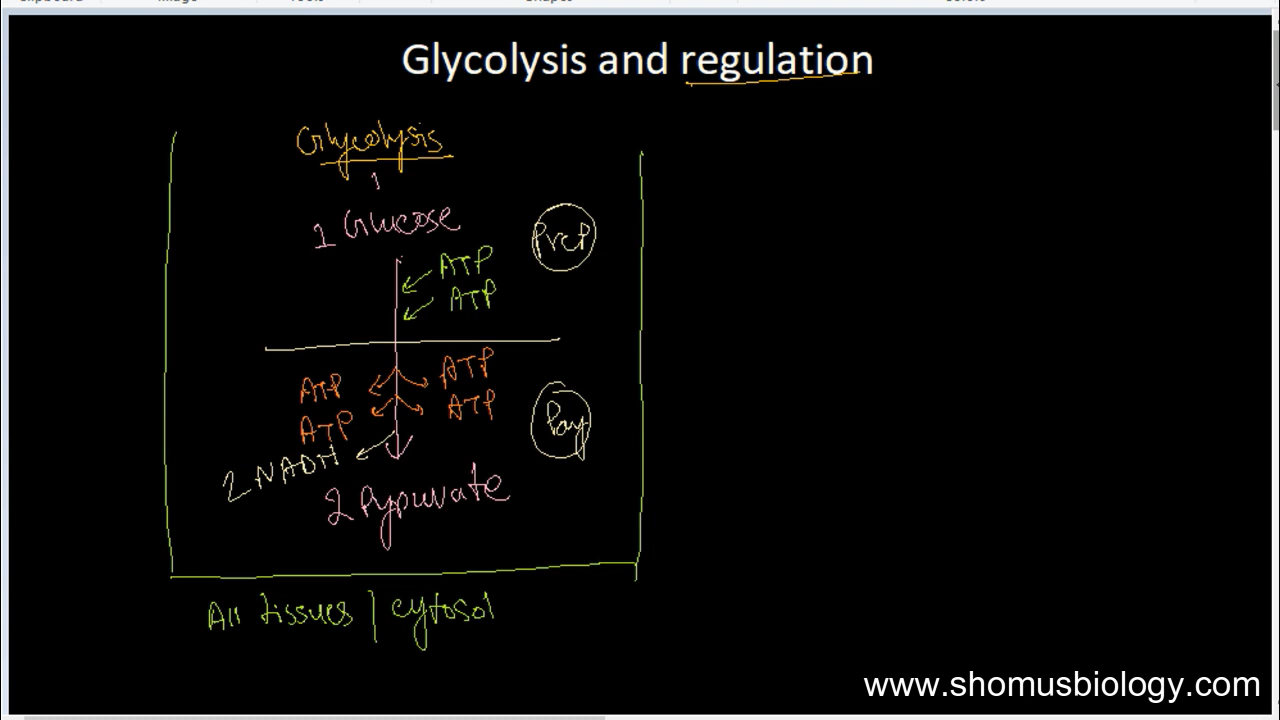 Glycolysis and regulation
Glycolysis
1 Glucose
Prep
ATP
ATP
ATP ATP
ATP ATP
Pay
2 NADH
2 Pyruvate
All tissues | cytosol
www.shomusbiology.com